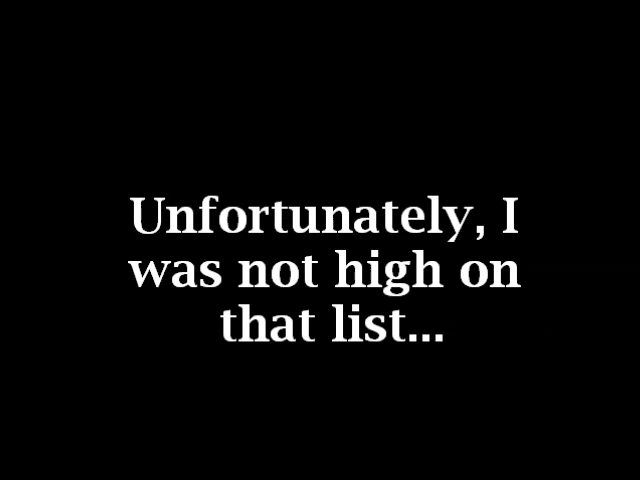 Unfortunately, I
was not high on
that list...